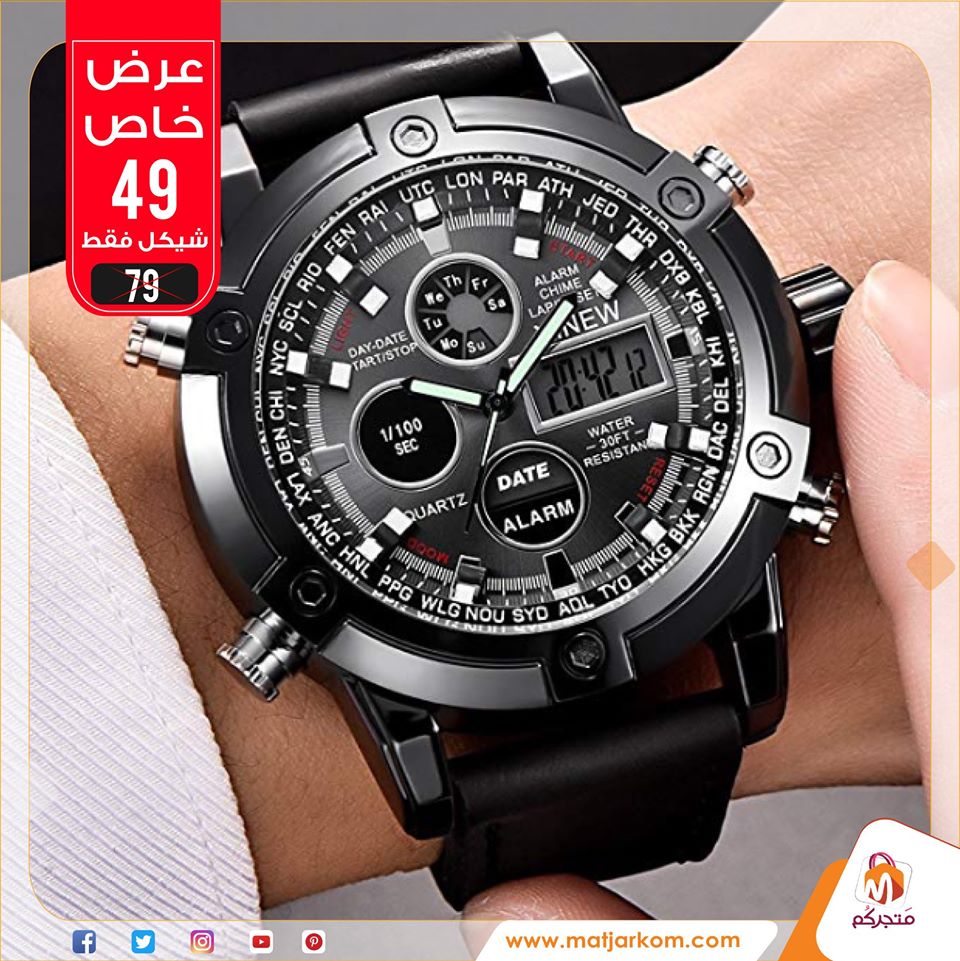 عرض
خاص
49
شيكل فقط
79
UTC LON PAR ATH JED THR DXB KBL KHI DEL DAC RGN BKK HKG TYO ADL SYD NOU WLG PPG HNL ANC LAX DEN CHI NYC SCL RIO FEN RAI
START
ALARM
CHIME
LIGHT
DAY-DATE
START/STOP
We Th Fr Sa
Tu Mo Su
20:42 12
1/100
SEC
WATER
30FT
DATE
ALARM
QUARTZ
RESET
www.matjarkom.com
M
مَتجركُم